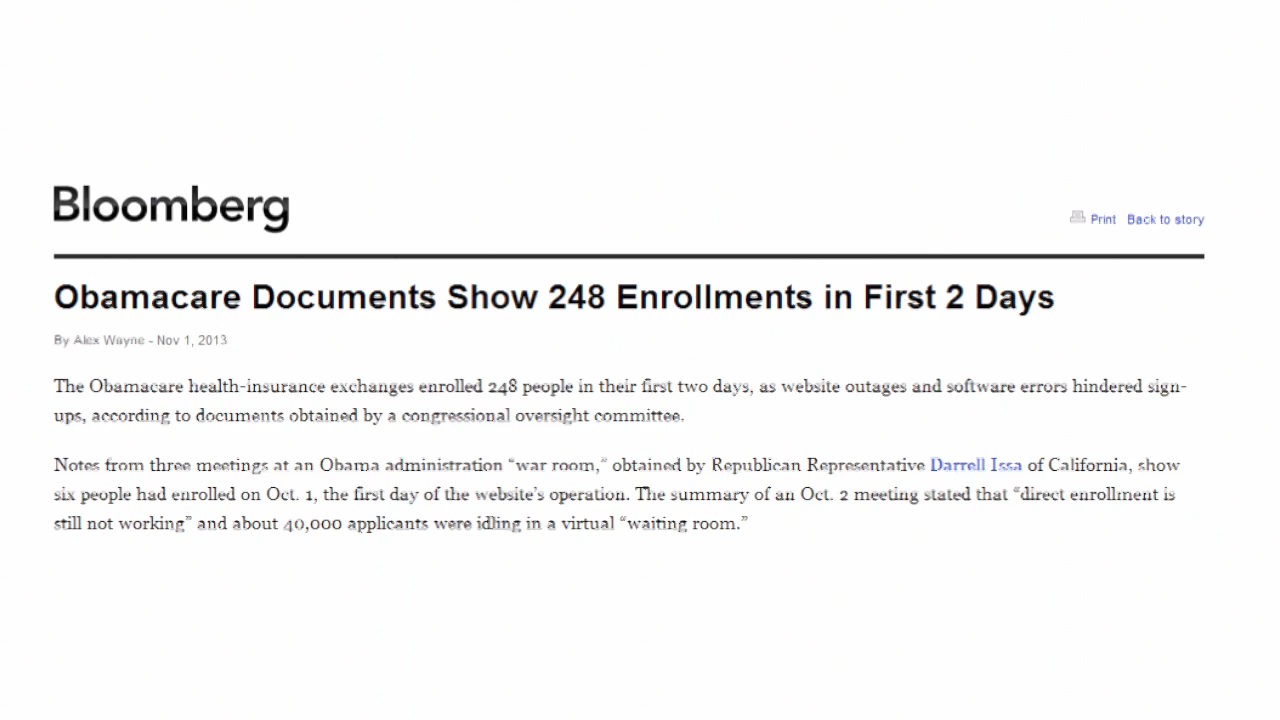 Bloomberg
Print Back to story
Obamacare Documents Show 248 Enrollments in First 2 Days
By Alex Wayne - Nov 1, 2013
The Obamacare health-insurance exchanges enrolled 248 people in their first two days, as website outages and software errors hindered sign-
ups, according to documents obtained by a congressional oversight committee.
Notes from three meetings at an Obama administration “war room,” obtained by Republican Representative Darrell Issa of California, show
six people had enrolled on Oct. 1, the first day of the website’s operation. The summary of an Oct. 2 meeting stated that “direct enrollment is
still not working” and about 40,000 applicants were idling in a virtual “waiting room.”